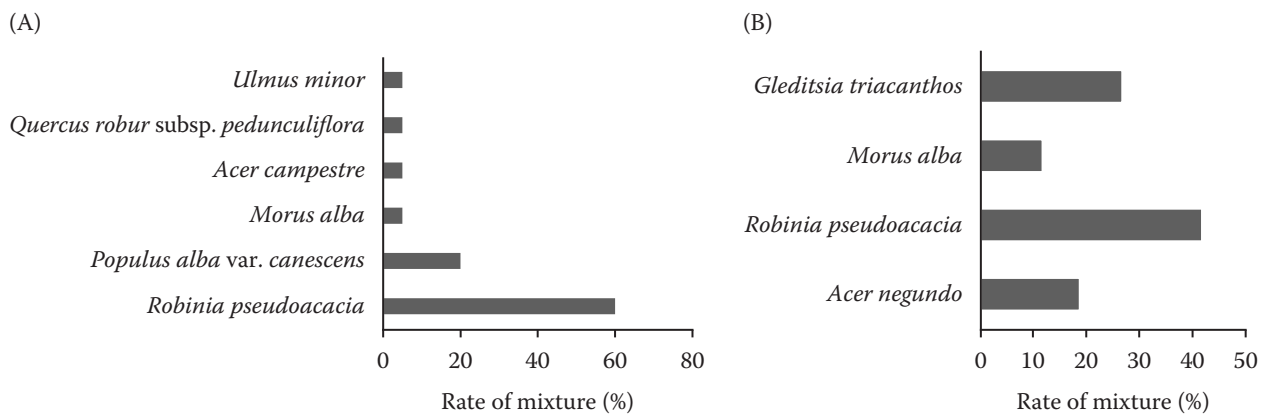 (A)
Ulmus minor
Quercus robur subsp. pedunculiflora
Acer campestre
Morus alba
Populus alba var. canescens
Robinia pseudoacacia
0 20 40 60 80
Rate of mixture (%)
(B)
Gleditsia triacanthos
Morus alba
Robinia pseudoacacia
Acer negundo
0 10 20 30 40 50
Rate of mixture (%)